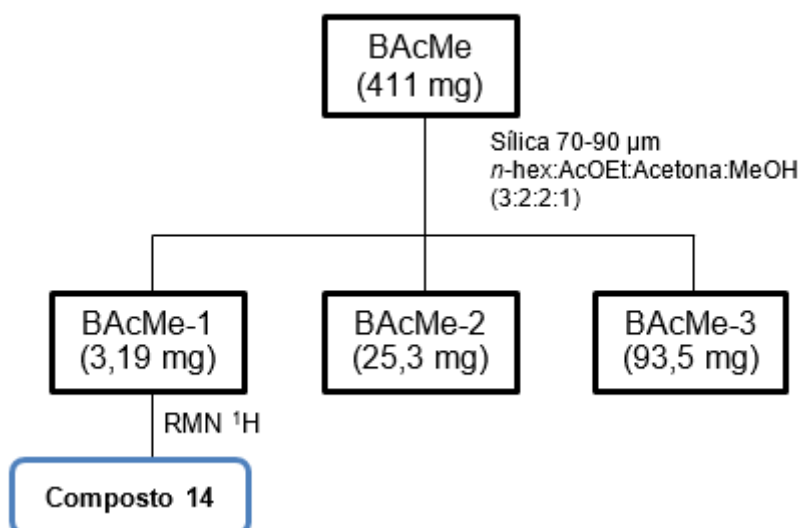 BAcMe
(411 mg)
Sílica 70-90 µm
n-hex:AcOEt:Acetona:MeOH
(3:2:2:1)
BAcMe-1
(3,19 mg)
BAcMe-2
(25,3 mg)
BAcMe-3
(93,5 mg)
RMN ¹H
Composto 14